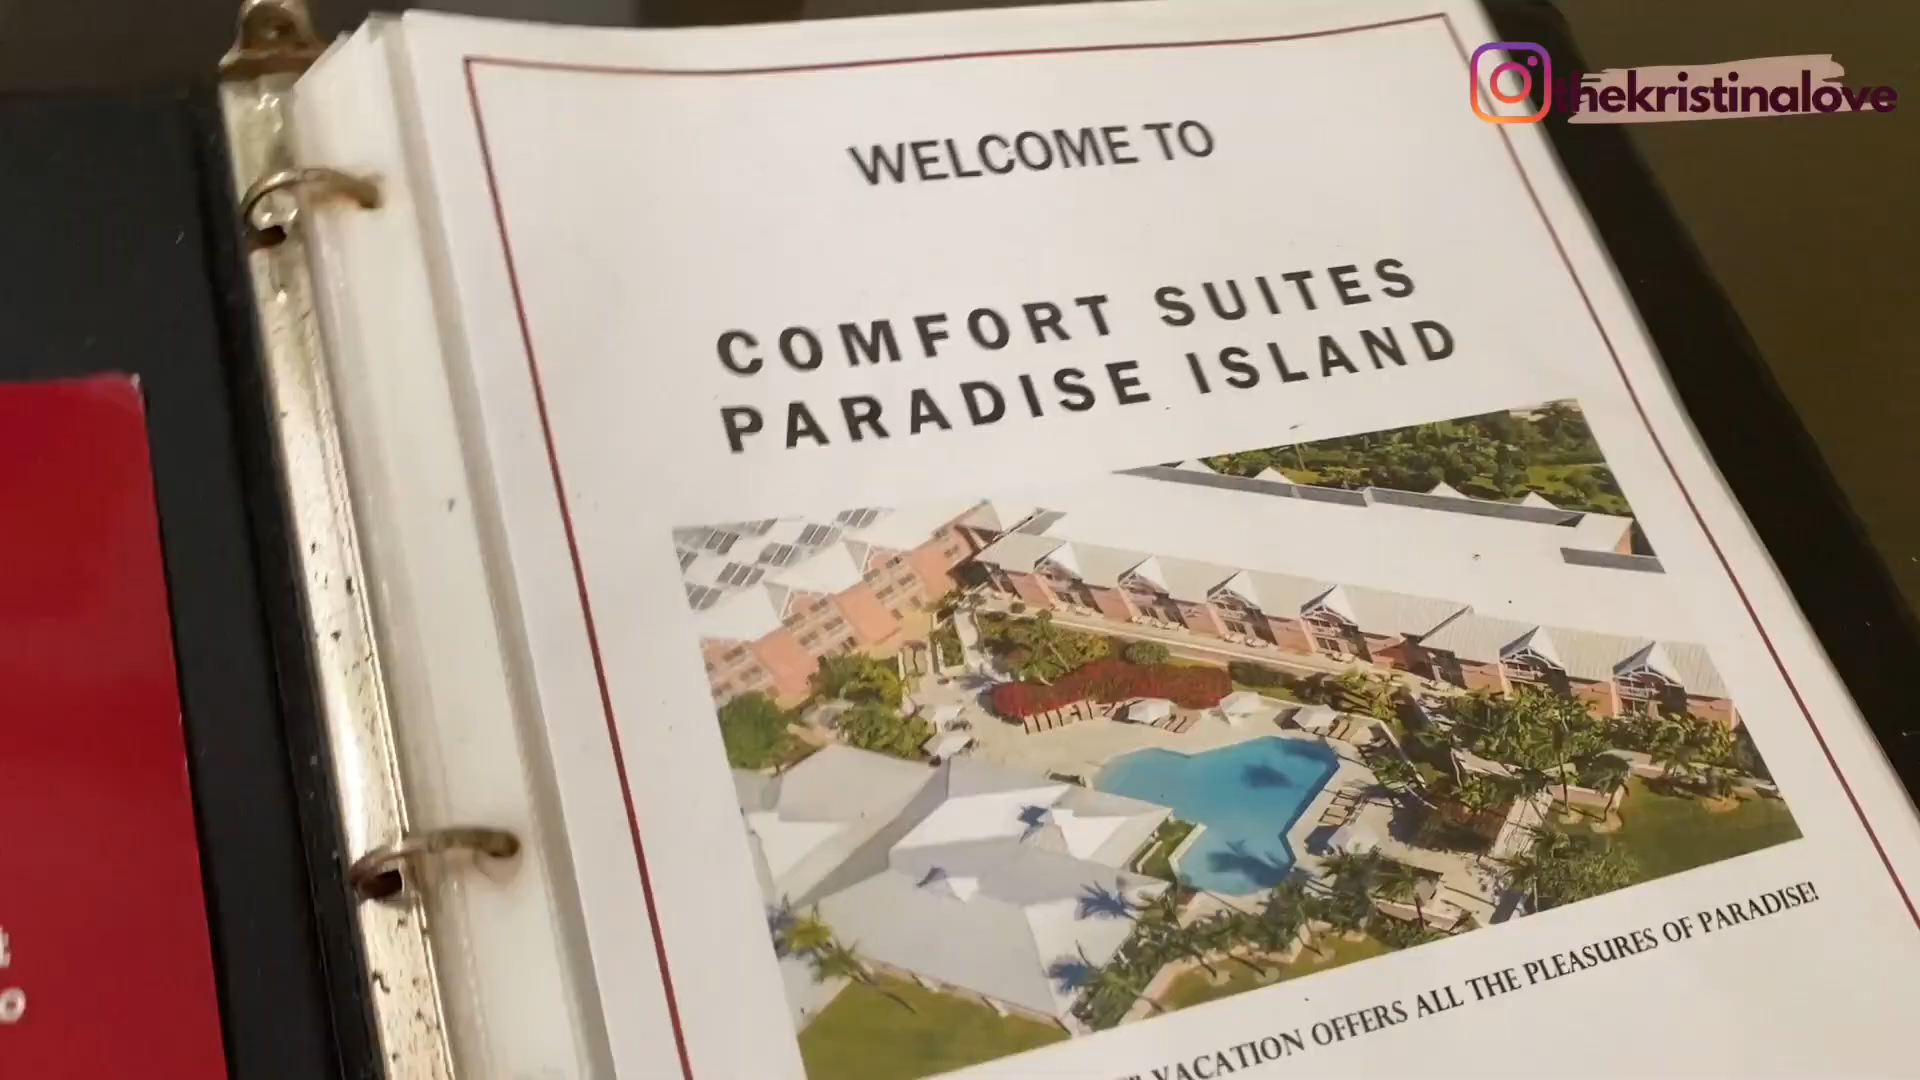 thekristinalove
WELCOME TO
COMFORT SUITES
PARADISE ISLAND
VACATION OFFERS ALL THE PLEASURES OF PARADISE!